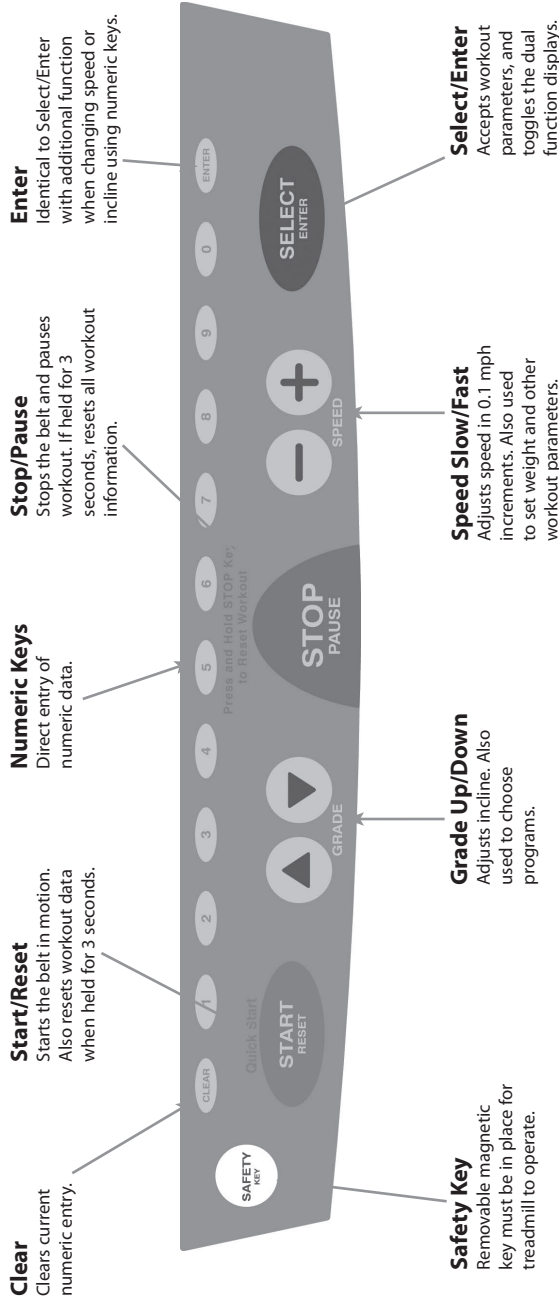 Clear
Clears current
numeric entry.
Start/Reset
Starts the belt in motion.
Also resets workout data
when held for 3 seconds.
Numeric Keys
Direct entry of
numeric data.
Stop/Pause
Stops the belt and pauses
workout. If held for 3
seconds, resets all workout
information.
Enter
Identical to Select/Enter
with additional function
when changing speed or
incline using numeric keys.
CLEAR 1 2 3 4 5 6 7 8 9 0 ENTER
SAFETY
KEY
Quick Start
START
RESET
GRADE
Press and Hold STOP Key
to Reset Workout
STOP
PAUSE
SPEED
SELECT
ENTER
Safety Key
Removable magnetic
key must be in place for
treadmill to operate.
Grade Up/Down
Adjusts incline. Also
used to choose
programs.
Speed Slow/Fast
Adjusts speed in 0.1 mph
increments. Also used
to set weight and other
workout parameters.
Select/Enter
Accepts workout
parameters, and
toggles the dual
function displays.